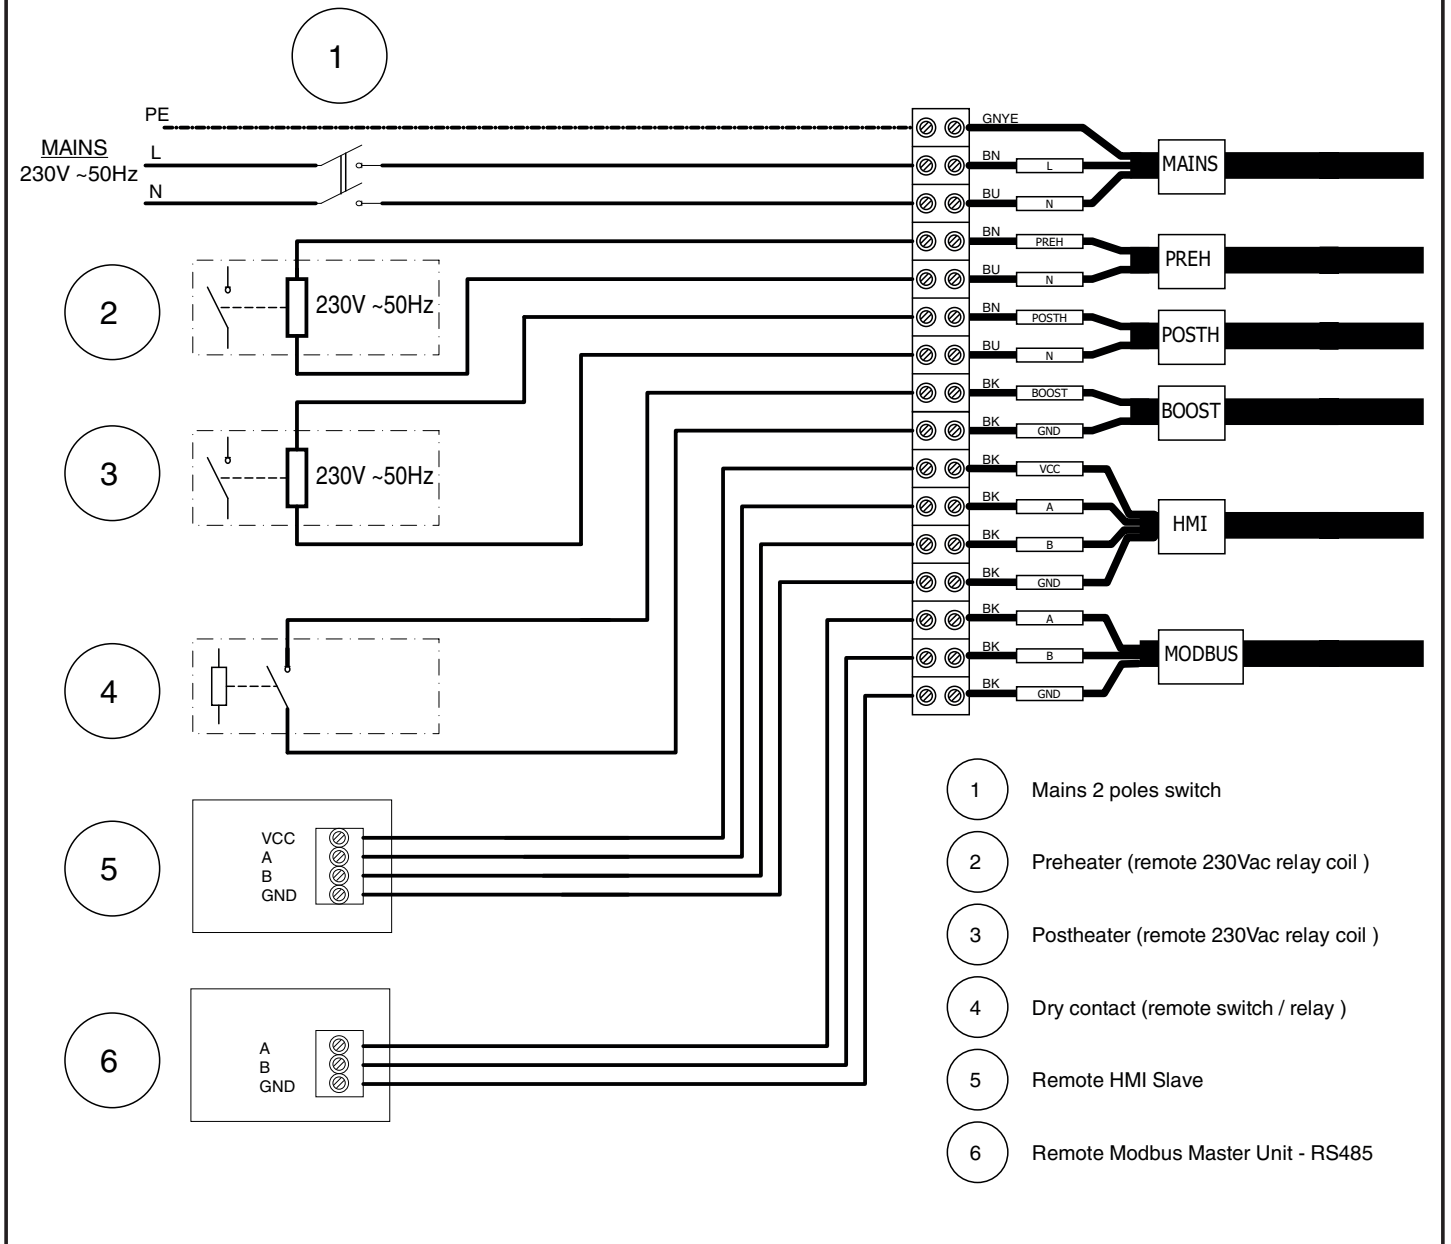 1
PE
MAINS
230V ~50Hz
L
N
GNYE
BN
L
BU
N
MAINS
BN
PREH
BU
N
PREH
BN
POSTH
BU
N
POSTH
BK
BOOST
BK
GND
BOOST
BK
VCC
BK
A
BK
B
BK
GND
HMI
BK
A
BK
B
BK
GND
MODBUS
2
230V ~50Hz
3
230V ~50Hz
4
5
VCC
A
B
GND
6
A
B
GND
1 Mains 2 poles switch
2 Preheater (remote 230Vac relay coil )
3 Postheater (remote 230Vac relay coil )
4 Dry contact (remote switch / relay )
5 Remote HMI Slave
6 Remote Modbus Master Unit - RS485